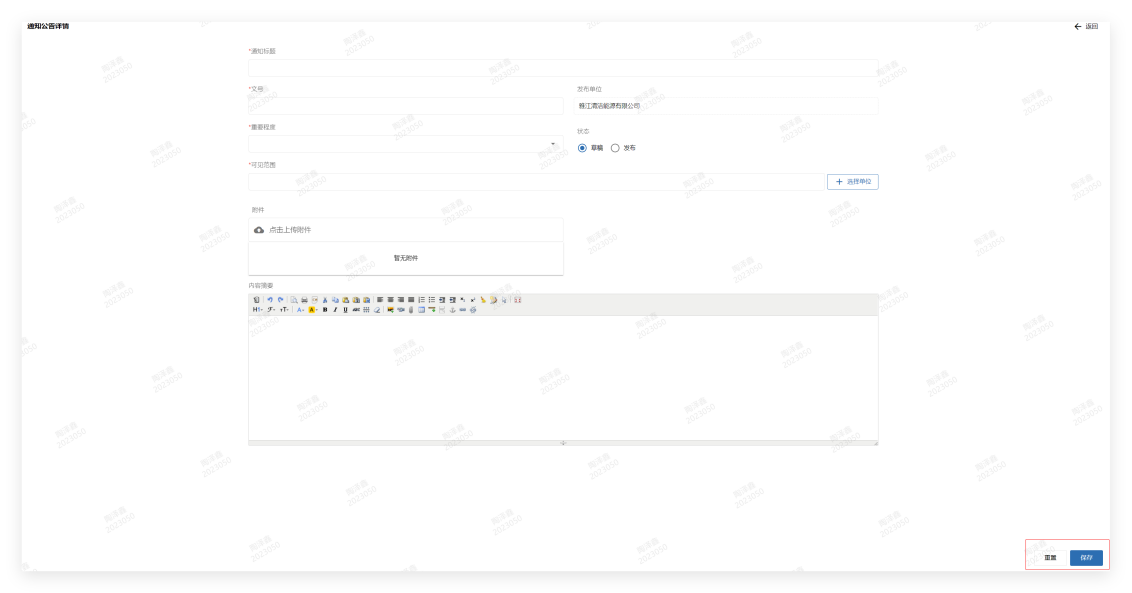 通知公告详情
返回
*通知标题
*文号
发布单位
雅江清洁能源有限公司
*重要程度
状态
草稿
发布
*可见范围
+ 选择单位
附件
点击上传附件
暂无附件
内容摘要
重置
保存